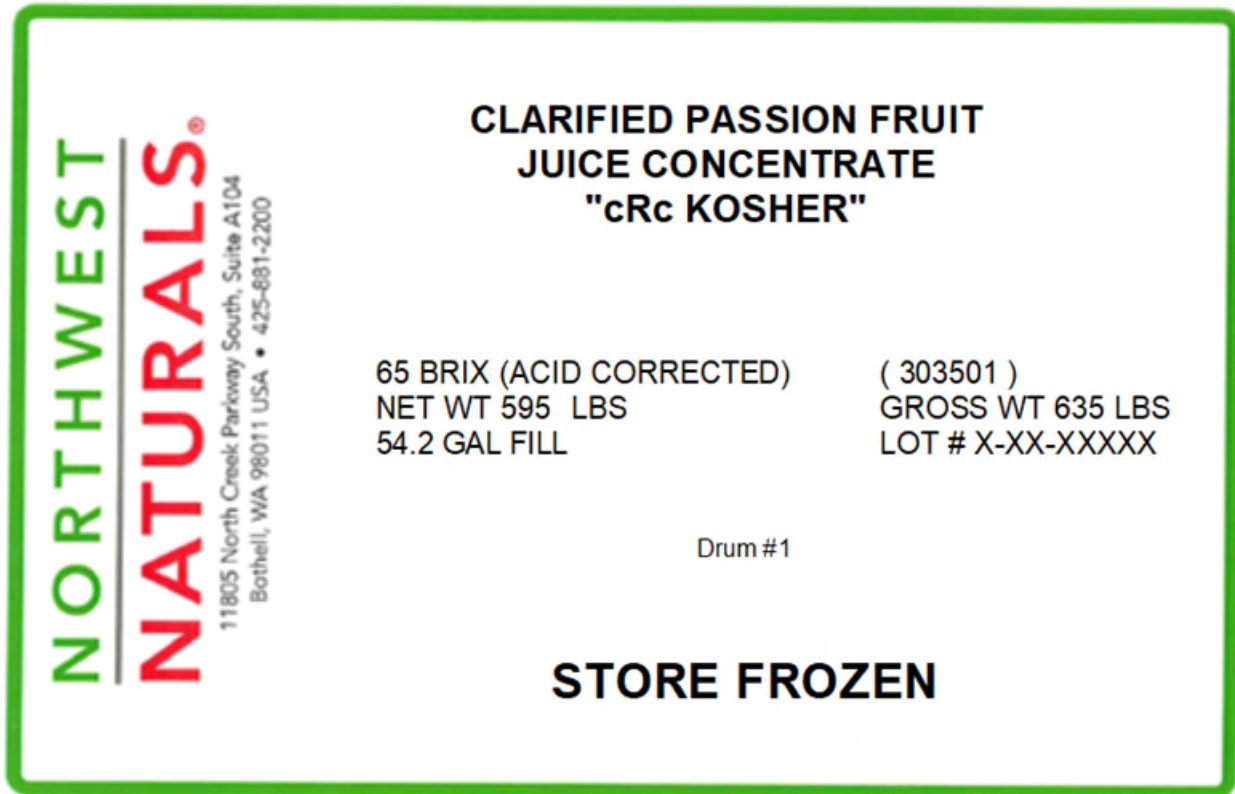 NORTHWEST
NATURALS®
11805 North Creek Parkway South, Suite A104
Bothell, WA 98011 USA • 425-881-2200
CLARIFIED PASSION FRUIT
JUICE CONCENTRATE
"cRc KOSHER"
65 BRIX (ACID CORRECTED) ( 303501 )
NET WT 595 LBS GROSS WT 635 LBS
54.2 GAL FILL LOT # X-XX-XXXXX
Drum #1
STORE FROZEN